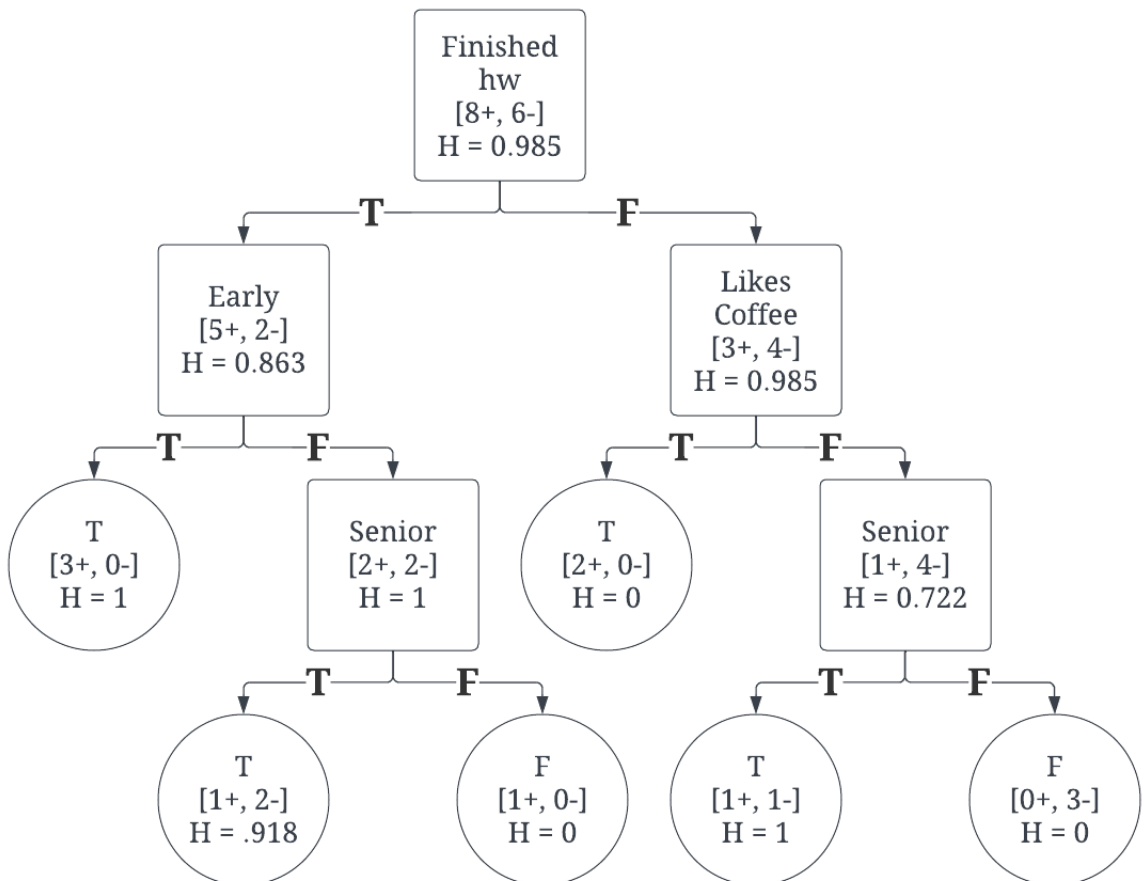 Finished
hw
[8+, 6-]
H = 0.985
T
F
Early
[5+, 2-]
H = 0.863
Likes
Coffee
[3+, 4-]
H = 0.985
T
F
T
F
T
[3+, 0-]
H = 1
Senior
[2+, 2-]
H = 1
T
[2+, 0-]
H = 0
Senior
[1+, 4-]
H = 0.722
T
F
T
F
T
[1+, 2-]
H = .918
F
[1+, 0-]
H = 0
T
[1+, 1-]
H = 1
F
[0+, 3-]
H = 0